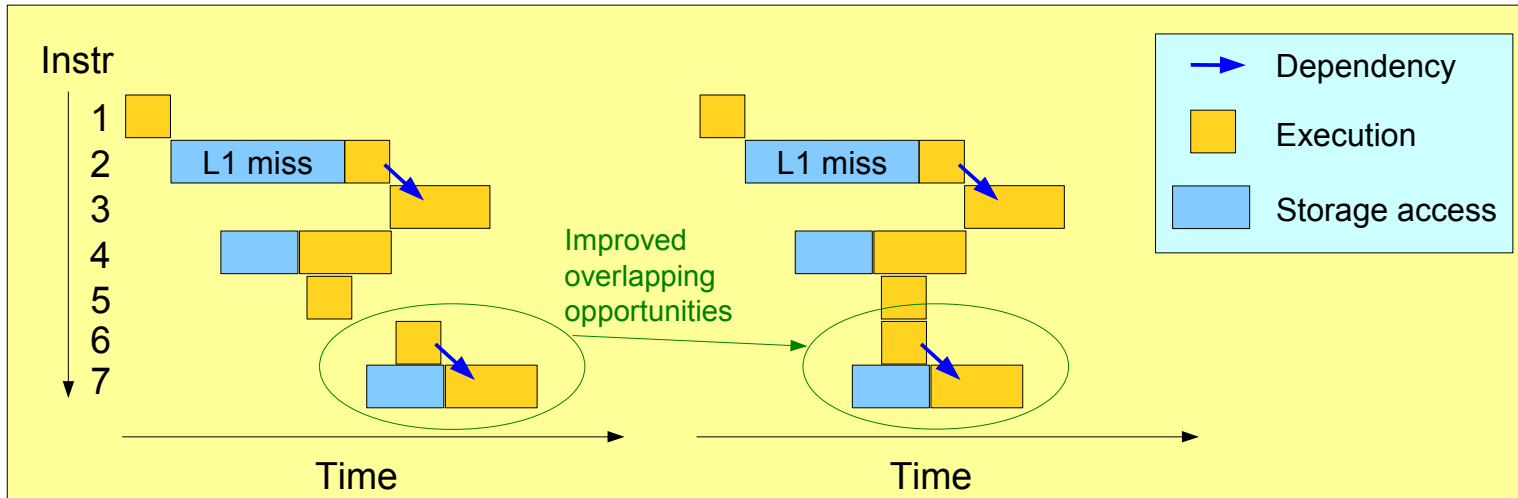 Instr
1
2
3
4
5
6
7
L1 miss
Time
Improved
overlapping
opportunities
L1 miss
Time
Dependency
Execution
Storage access